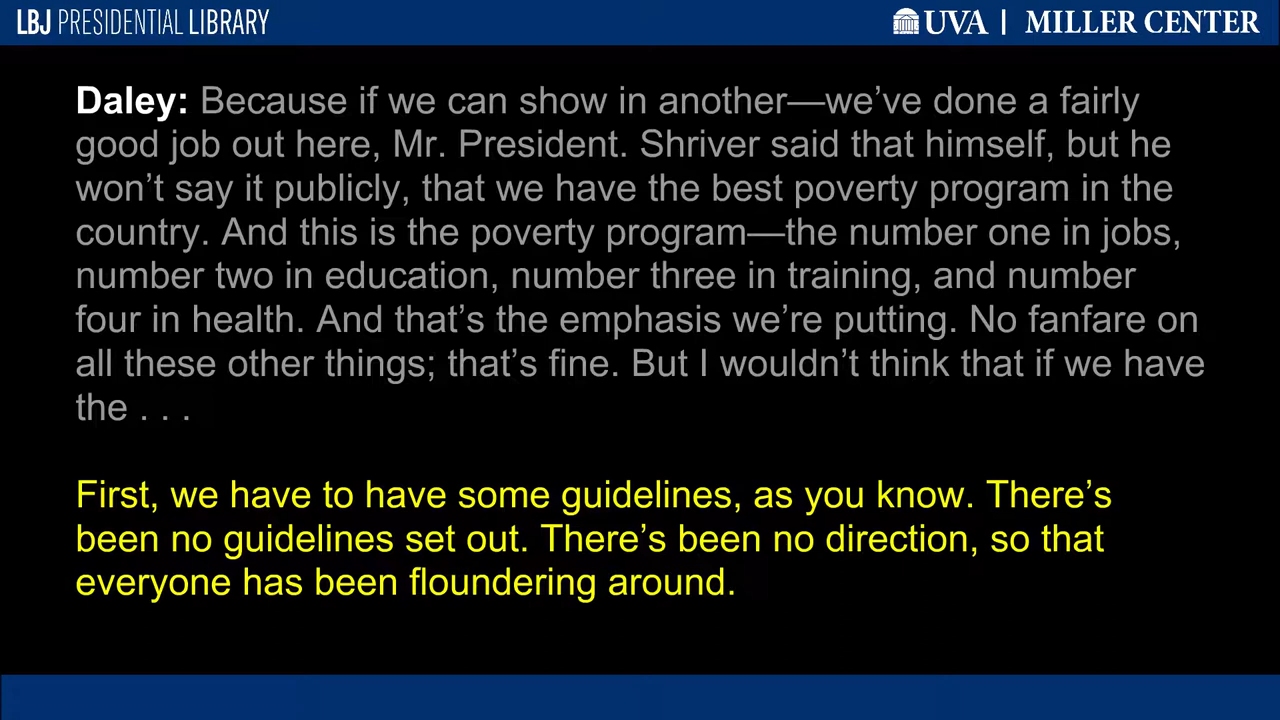 LBJ PRESIDENTIAL LIBRARY
UVA | MILLER CENTER
Daley: Because if we can show in another—we’ve done a fairly
good job out here, Mr. President. Shriver said that himself, but he
won’t say it publicly, that we have the best poverty program in the
country. And this is the poverty program—the number one in jobs,
number two in education, number three in training, and number
four in health. And that’s the emphasis we’re putting. No fanfare on
all these other things; that’s fine. But I wouldn’t think that if we have
the . . .
First, we have to have some guidelines, as you know. There’s
been no guidelines set out. There’s been no direction, so that
everyone has been floundering around.